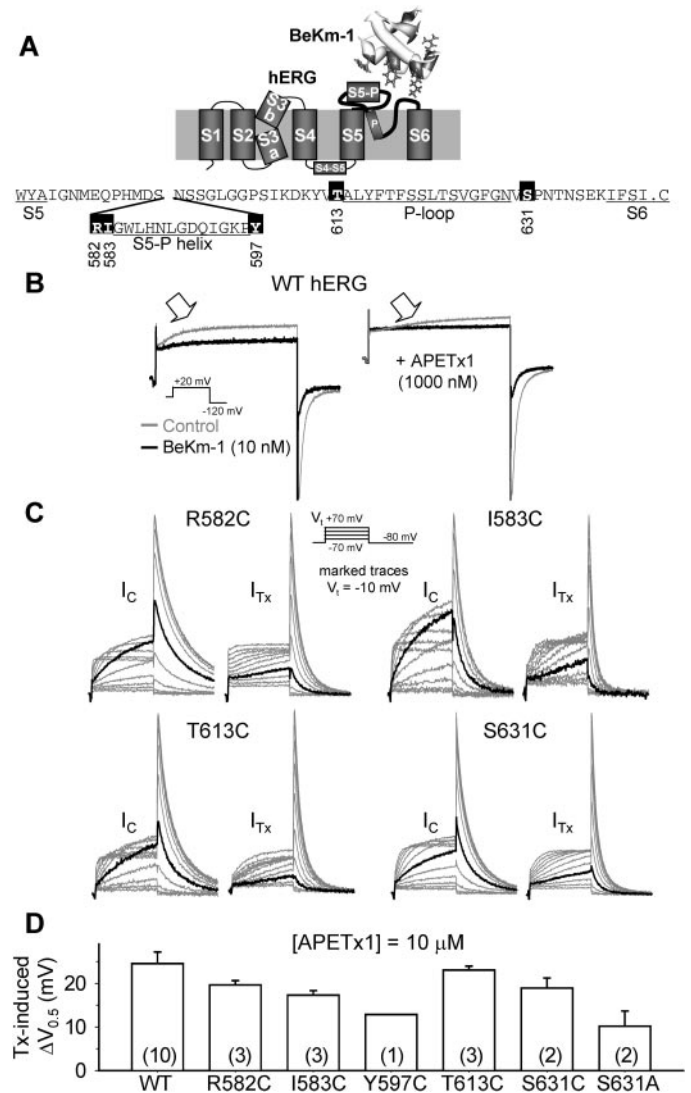 A
BeKm-1
hERG
S5-P
S3b
S1
S2
S3a
S4
S5
P
S6
S4-S5
WYAIGNMEQPHMDS NSSGLGGPSIKDKYVTALYFTFSSLTSVGFGNVSPNTNSEKIFSI.C
S5
613
P-loop
631
S6
RIGWLHNLGDQIGKPY
582
583
S5-P helix
597
B
WT hERG
+20 mV
-120 mV
+ APETx1
(1000 nM)
Control
BeKm-1 (10 nM)
C
R582C
Vt +70 mV
-80 mV
-70 mV
I583C
marked traces
Vt = -10 mV
IC
ITx
IC
ITx
T613C
S631C
IC
ITx
IC
ITx
D
[APETx1] = 10 µM
Tx-induced
ΔV0.5 (mV)
20
10
0
(10)
(3)
(3)
(1)
(3)
(2)
(2)
WT
R582C
I583C
Y597C
T613C
S631C
S631A